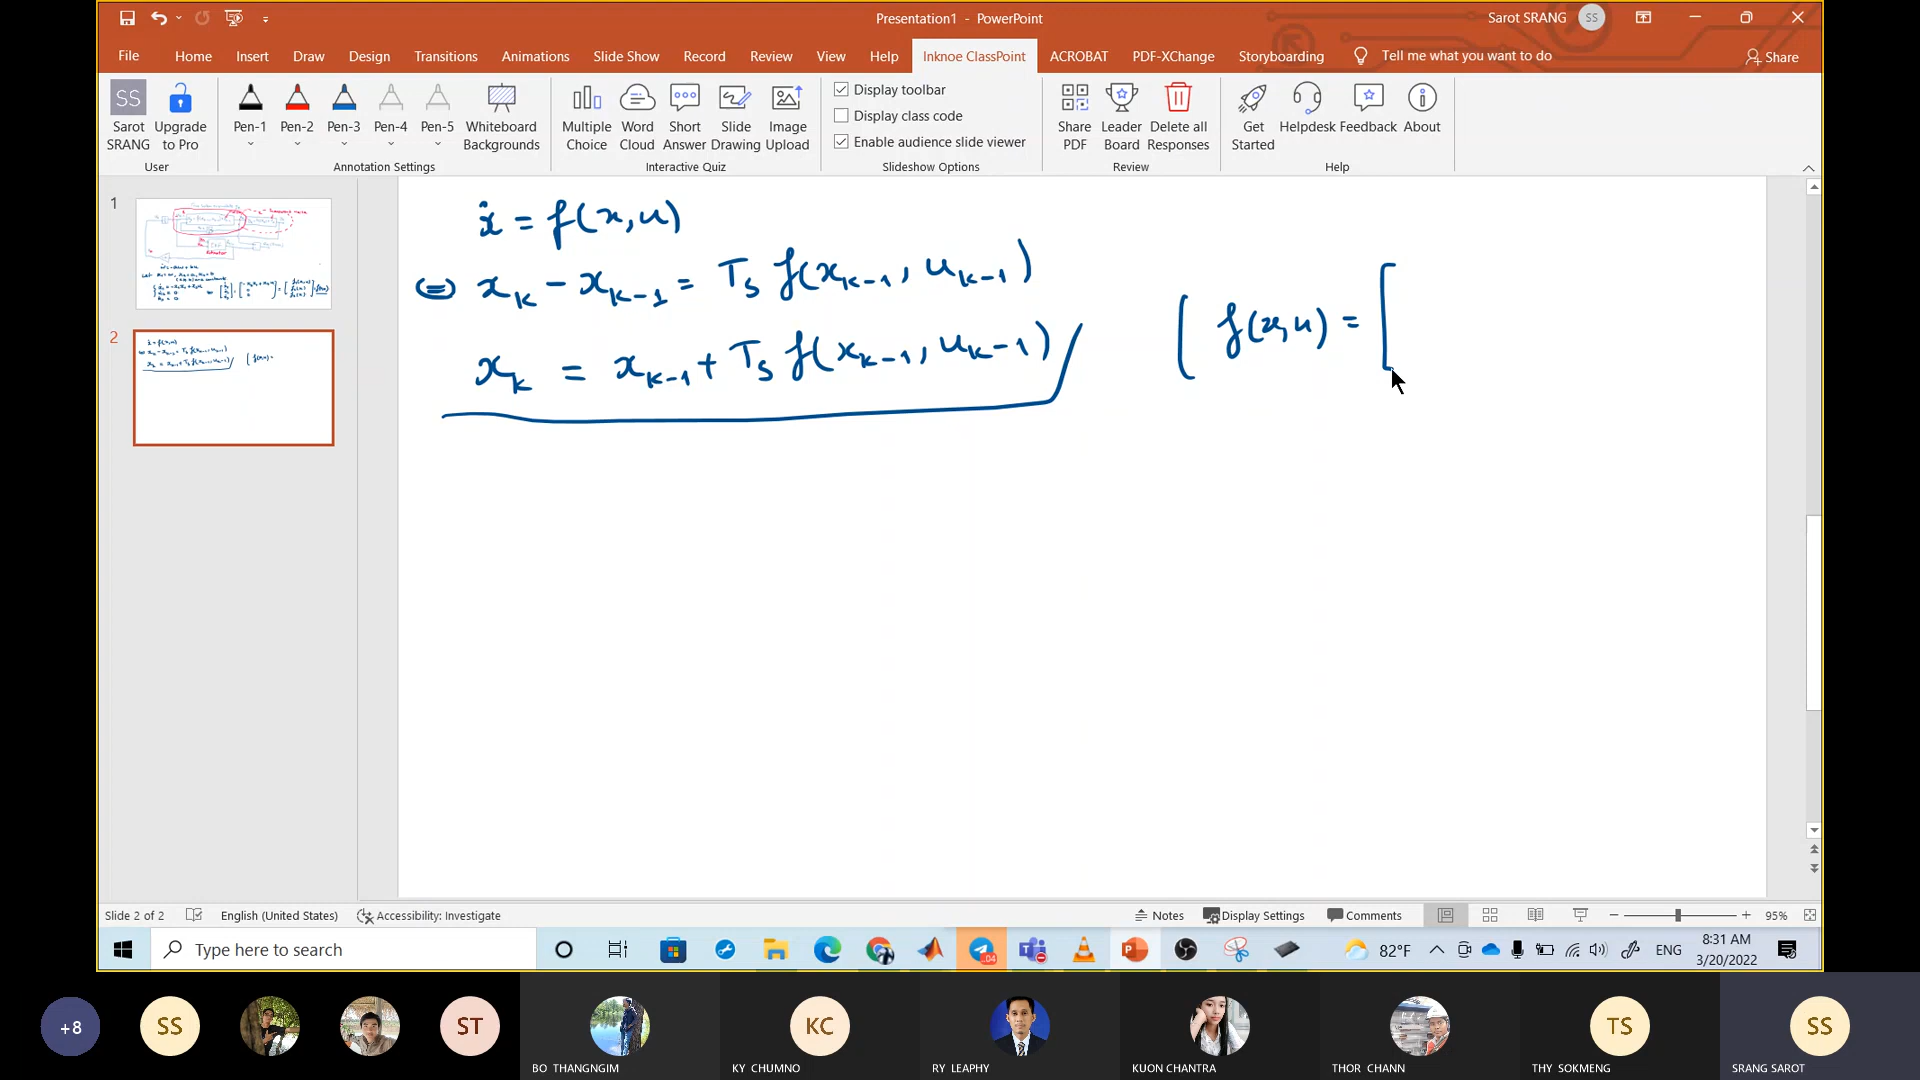 Presentation1 - PowerPoint
Sarot SRANG
SS
File Home Insert Draw Design Transitions Animations Slide Show Record Review View Help Inknoe ClassPoint ACROBAT PDF-XChange Storyboarding Tell me what you want to do Share
SS
Sarot SRANG
Upgrade to Pro
User
Pen-1 Pen-2 Pen-3 Pen-4 Pen-5
Whiteboard Backgrounds
Annotation Settings
Multiple Choice
Word Cloud
Short Answer
Slide Drawing
Image Upload
Interactive Quiz
Display toolbar
Display class code
Enable audience slide viewer
Slideshow Options
Share PDF
Leader Board
Delete all Responses
Review
Get Started
Helpdesk Feedback About
Help
1
2
ẋ = f(x,u)
⇔ x_k − x_{k−1} = T_s f(x_{k−1}, u_{k−1})
x_k = x_{k−1} + T_s f(x_{k−1}, u_{k−1})
[ f(x,u) = [
Slide 2 of 2 English (United States) Accessibility: Investigate Notes Display Settings Comments 95%
Type here to search
.04
82°F
ENG
8:31 AM
3/20/2022
+8 SS ST KC TS SS
BO THANGNGIM KY CHUMNO RY LEAPHY KUON CHANTRA THOR CHANN THY SOKMENG SRANG SAROT